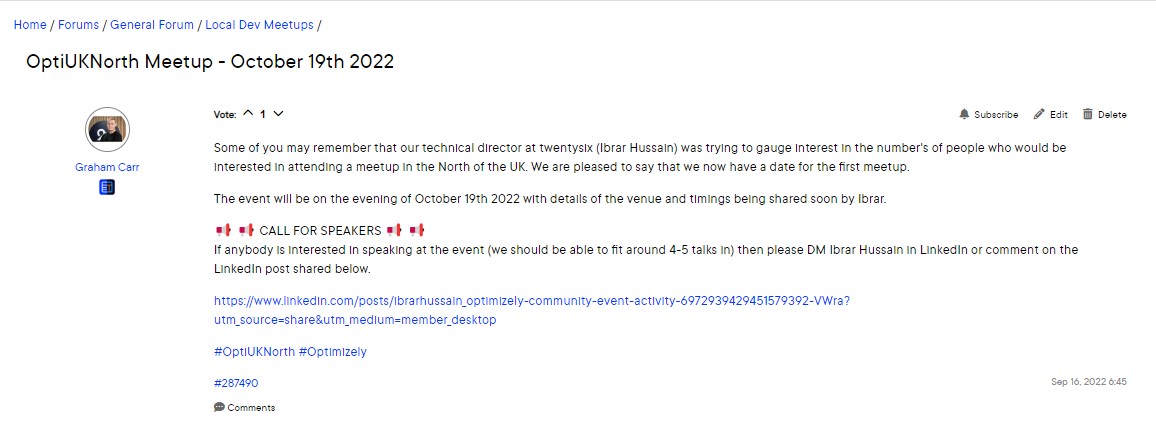 Home / Forums / General Forum / Local Dev Meetups /
OptiUKNorth Meetup - October 19th 2022
Graham Carr
Vote: 1
Subscribe Edit Delete
Some of you may remember that our technical director at twentysix (Ibrar Hussain) was trying to gauge interest in the number's of people who would be
interested in attending a meetup in the North of the UK. We are pleased to say that we now have a date for the first meetup.
The event will be on the evening of October 19th 2022 with details of the venue and timings being shared soon by Ibrar.
CALL FOR SPEAKERS
If anybody is interested in speaking at the event (we should be able to fit around 4-5 talks in) then please DM Ibrar Hussain in LinkedIn or comment on the
LinkedIn post shared below.
https://www.linkedin.com/posts/ibrarhussain_optimizely-community-event-activity-6972939429451579392-VWra?
utm_source=share&utm_medium=member_desktop
#OptiUKNorth #Optimizely
#287490
Sep 16, 2022 6:45
Comments